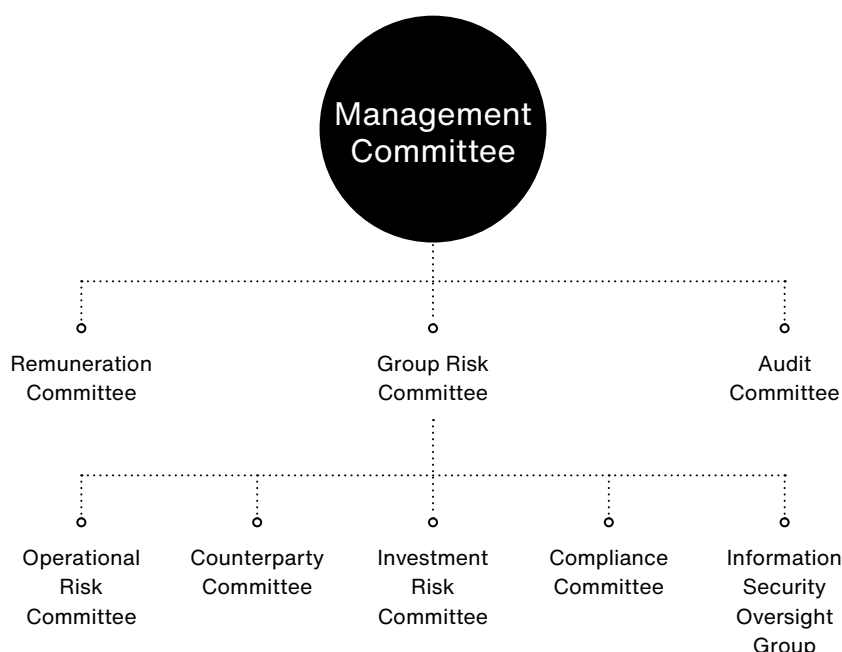 Management
Committee
Remuneration
Committee
Group Risk
Committee
Audit
Committee
Operational
Risk
Committee
Counterparty
Committee
Investment
Risk
Committee
Compliance
Committee
Information
Security
Oversight
Group